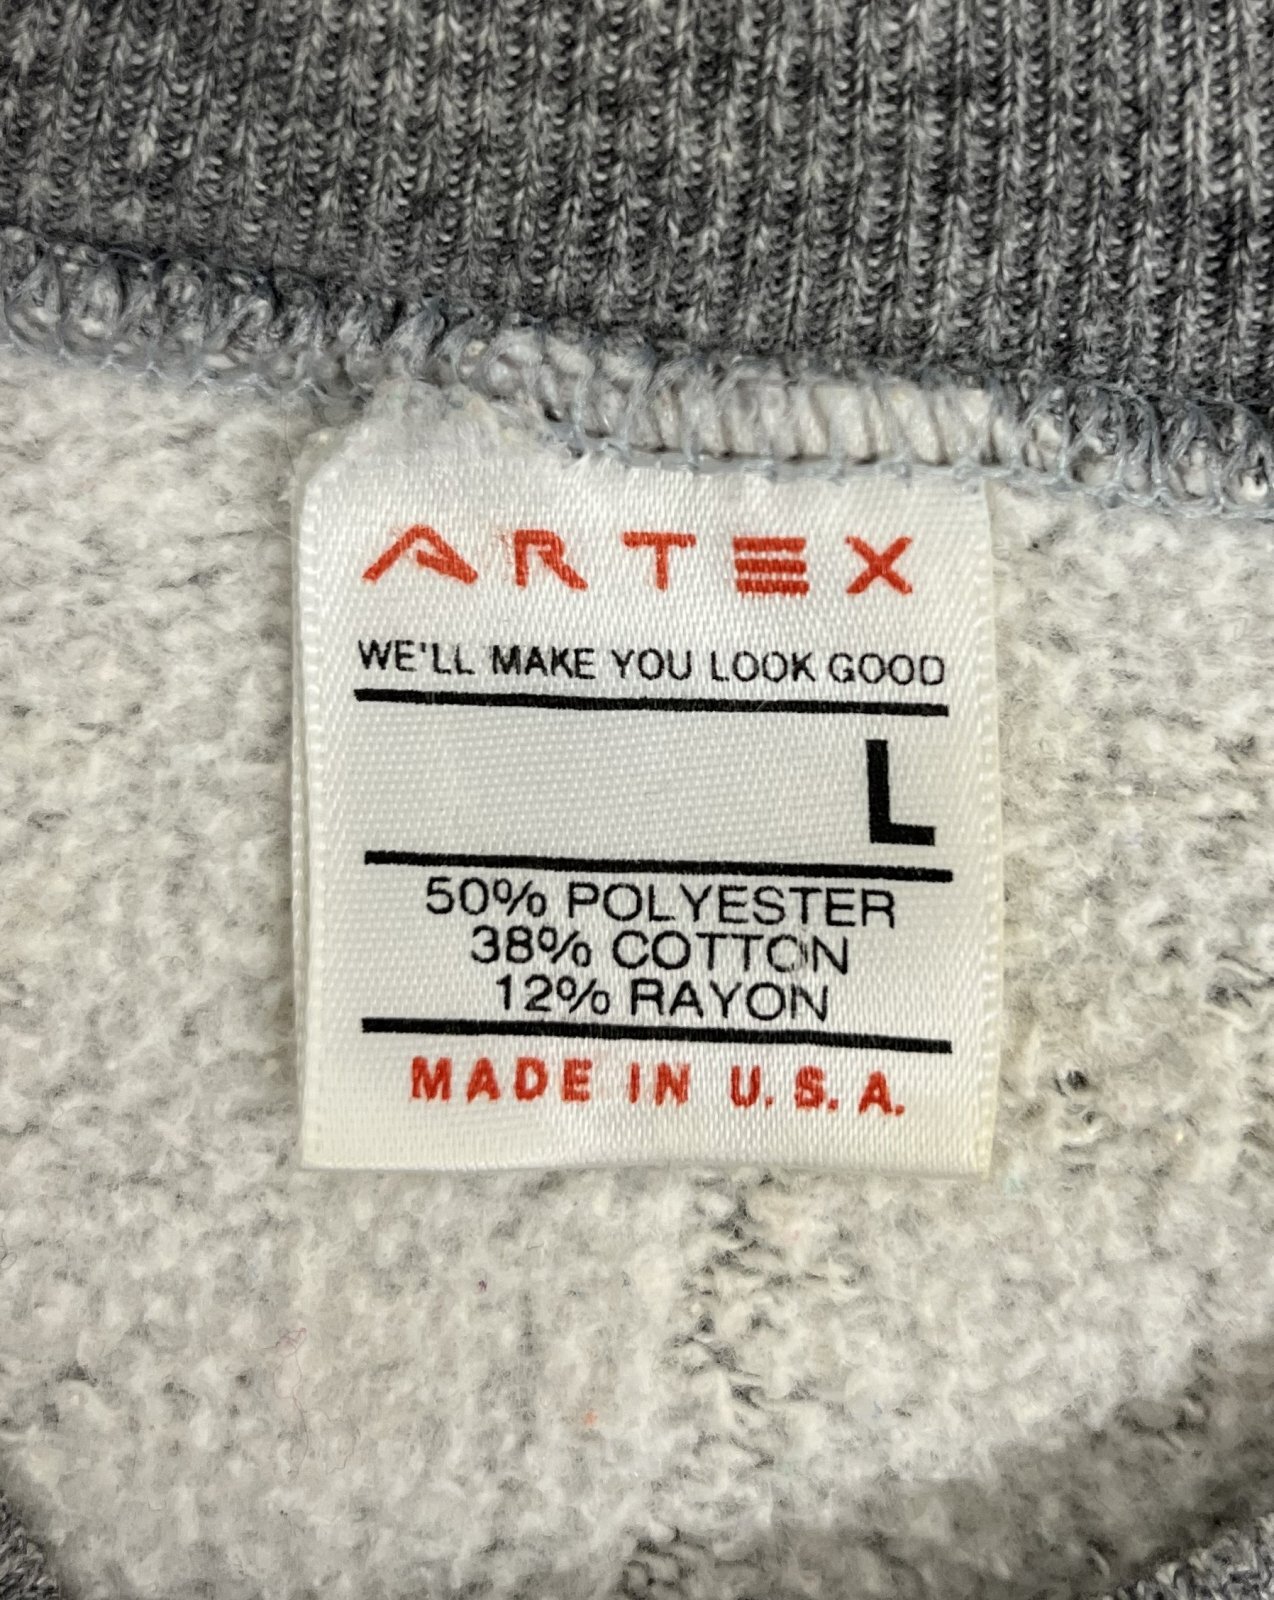 ARTEX
WE'LL MAKE YOU LOOK GOOD
L
50% POLYESTER
38% COTTON
12% RAYON
MADE IN U.S.A.